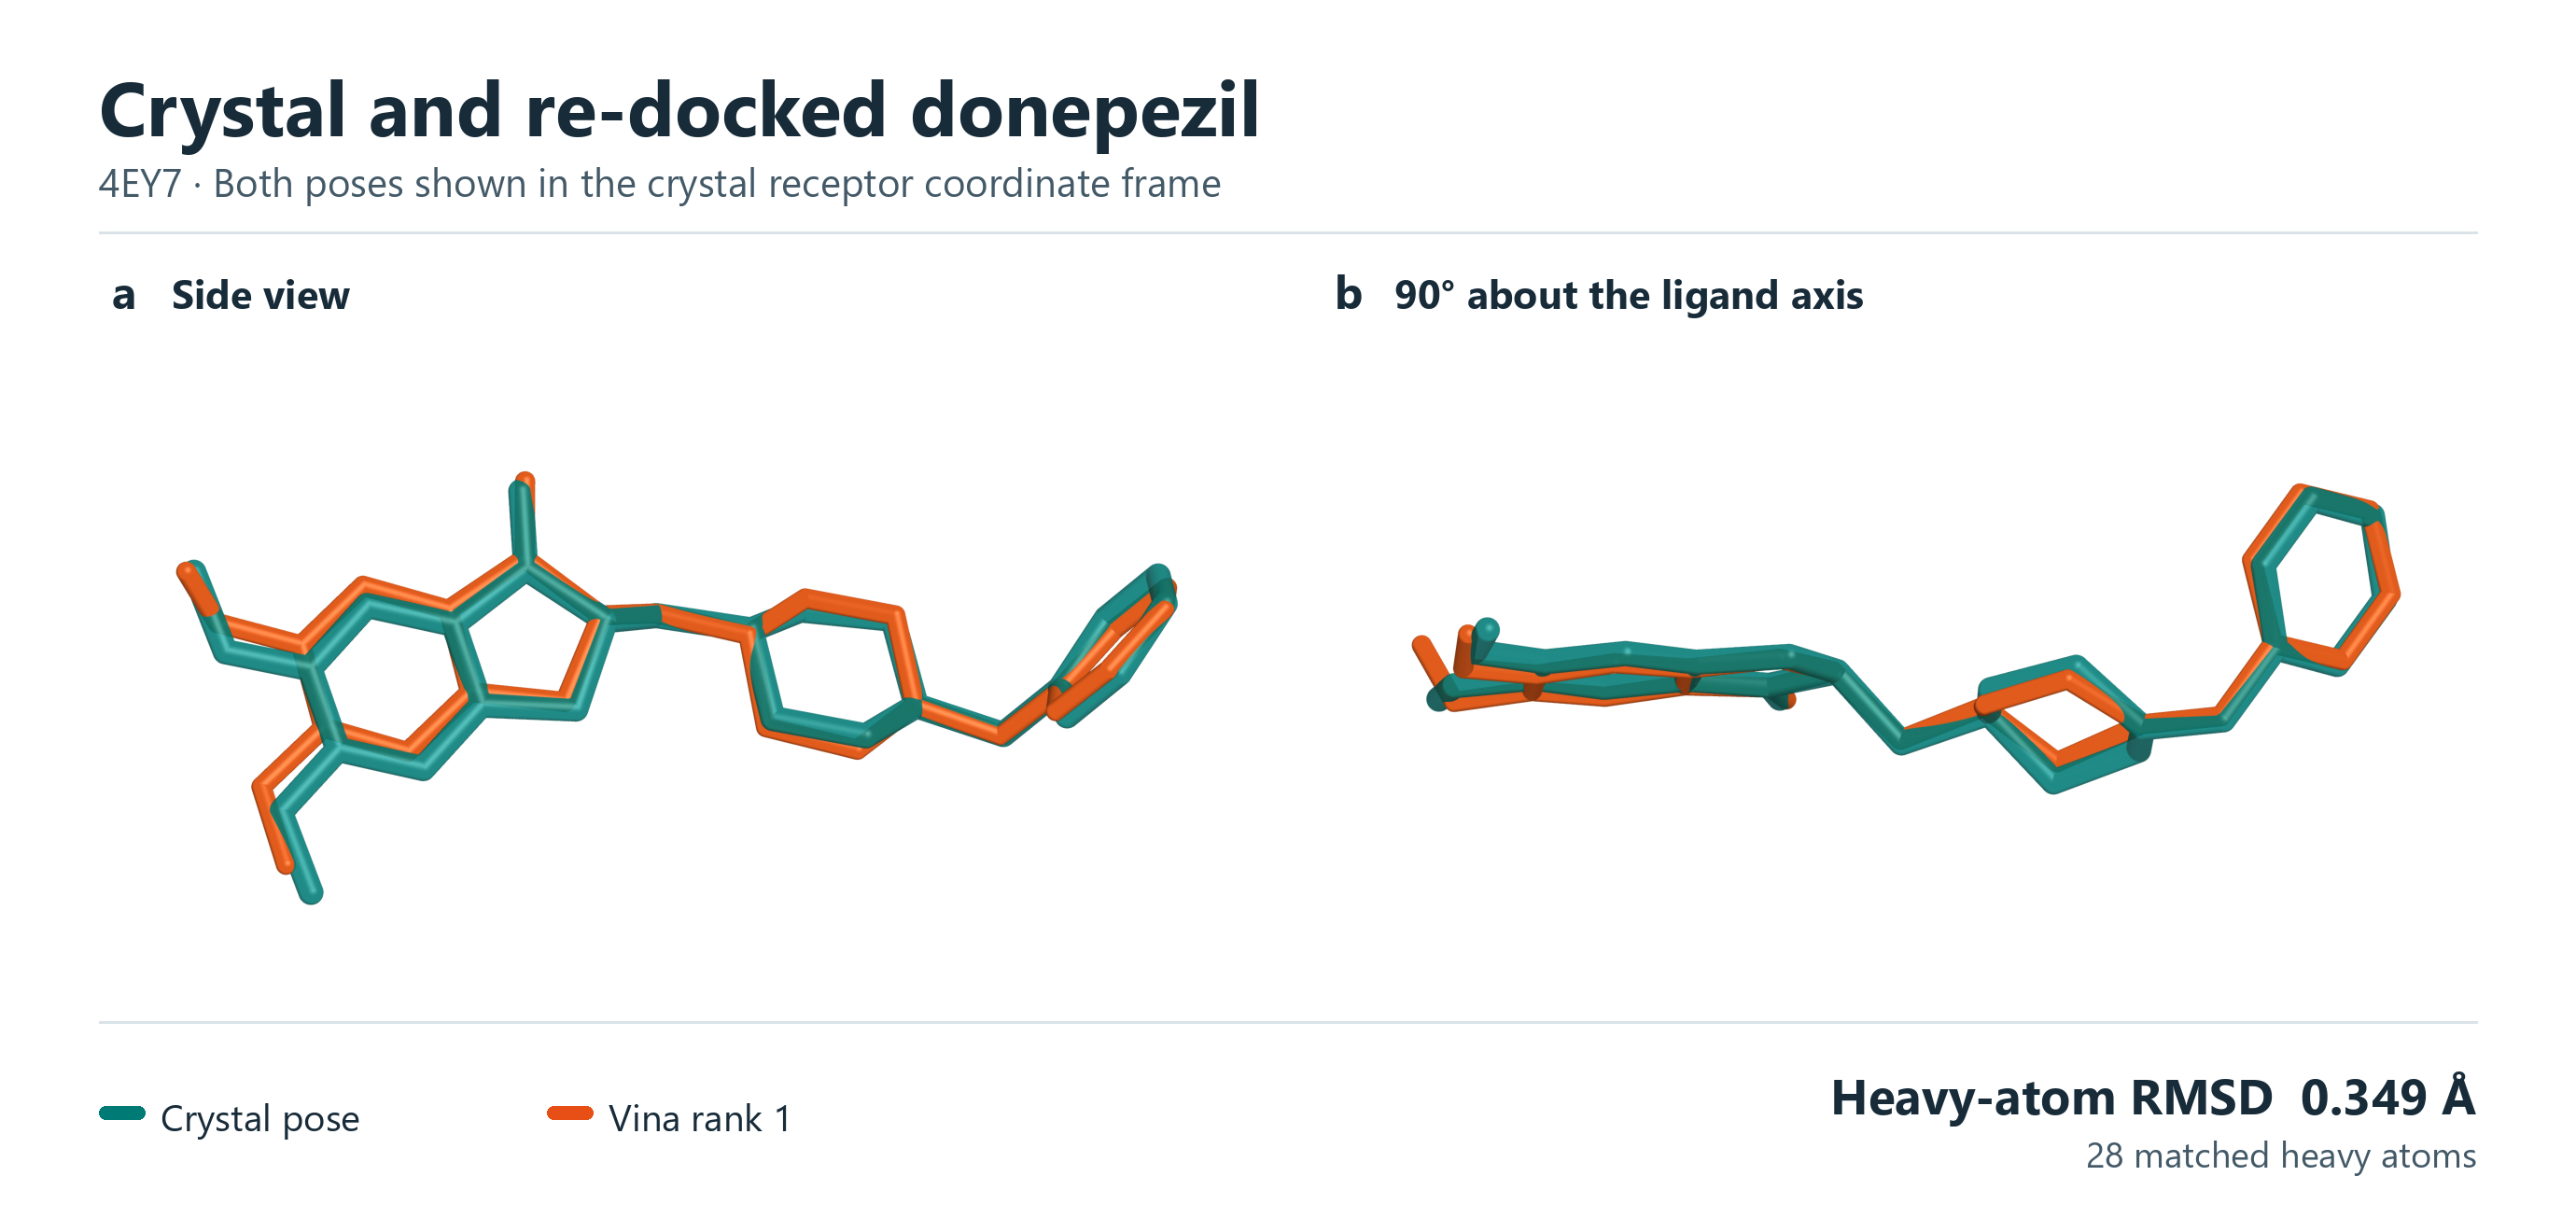 Crystal and re-docked donepezil
4EY7 · Both poses shown in the crystal receptor coordinate frame
a Side view
b 90° about the ligand axis
Crystal pose
Vina rank 1
Heavy-atom RMSD 0.349 Å
28 matched heavy atoms